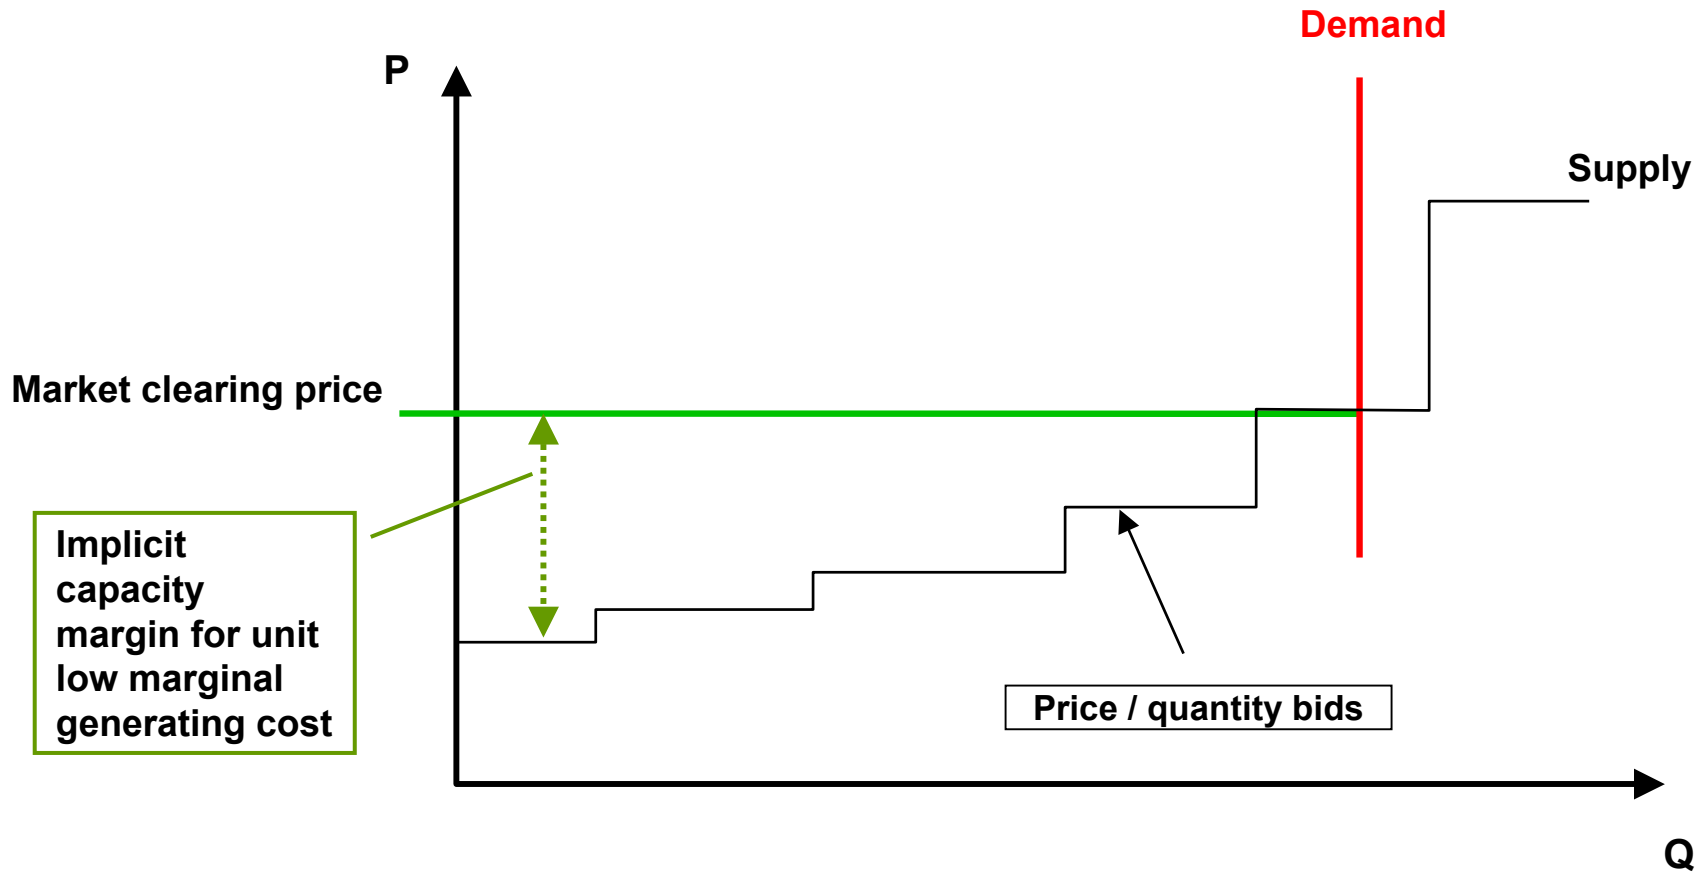 Demand
P
Supply
Market clearing price
Implicit
capacity
margin for unit
low marginal
generating cost
Price / quantity bids
Q